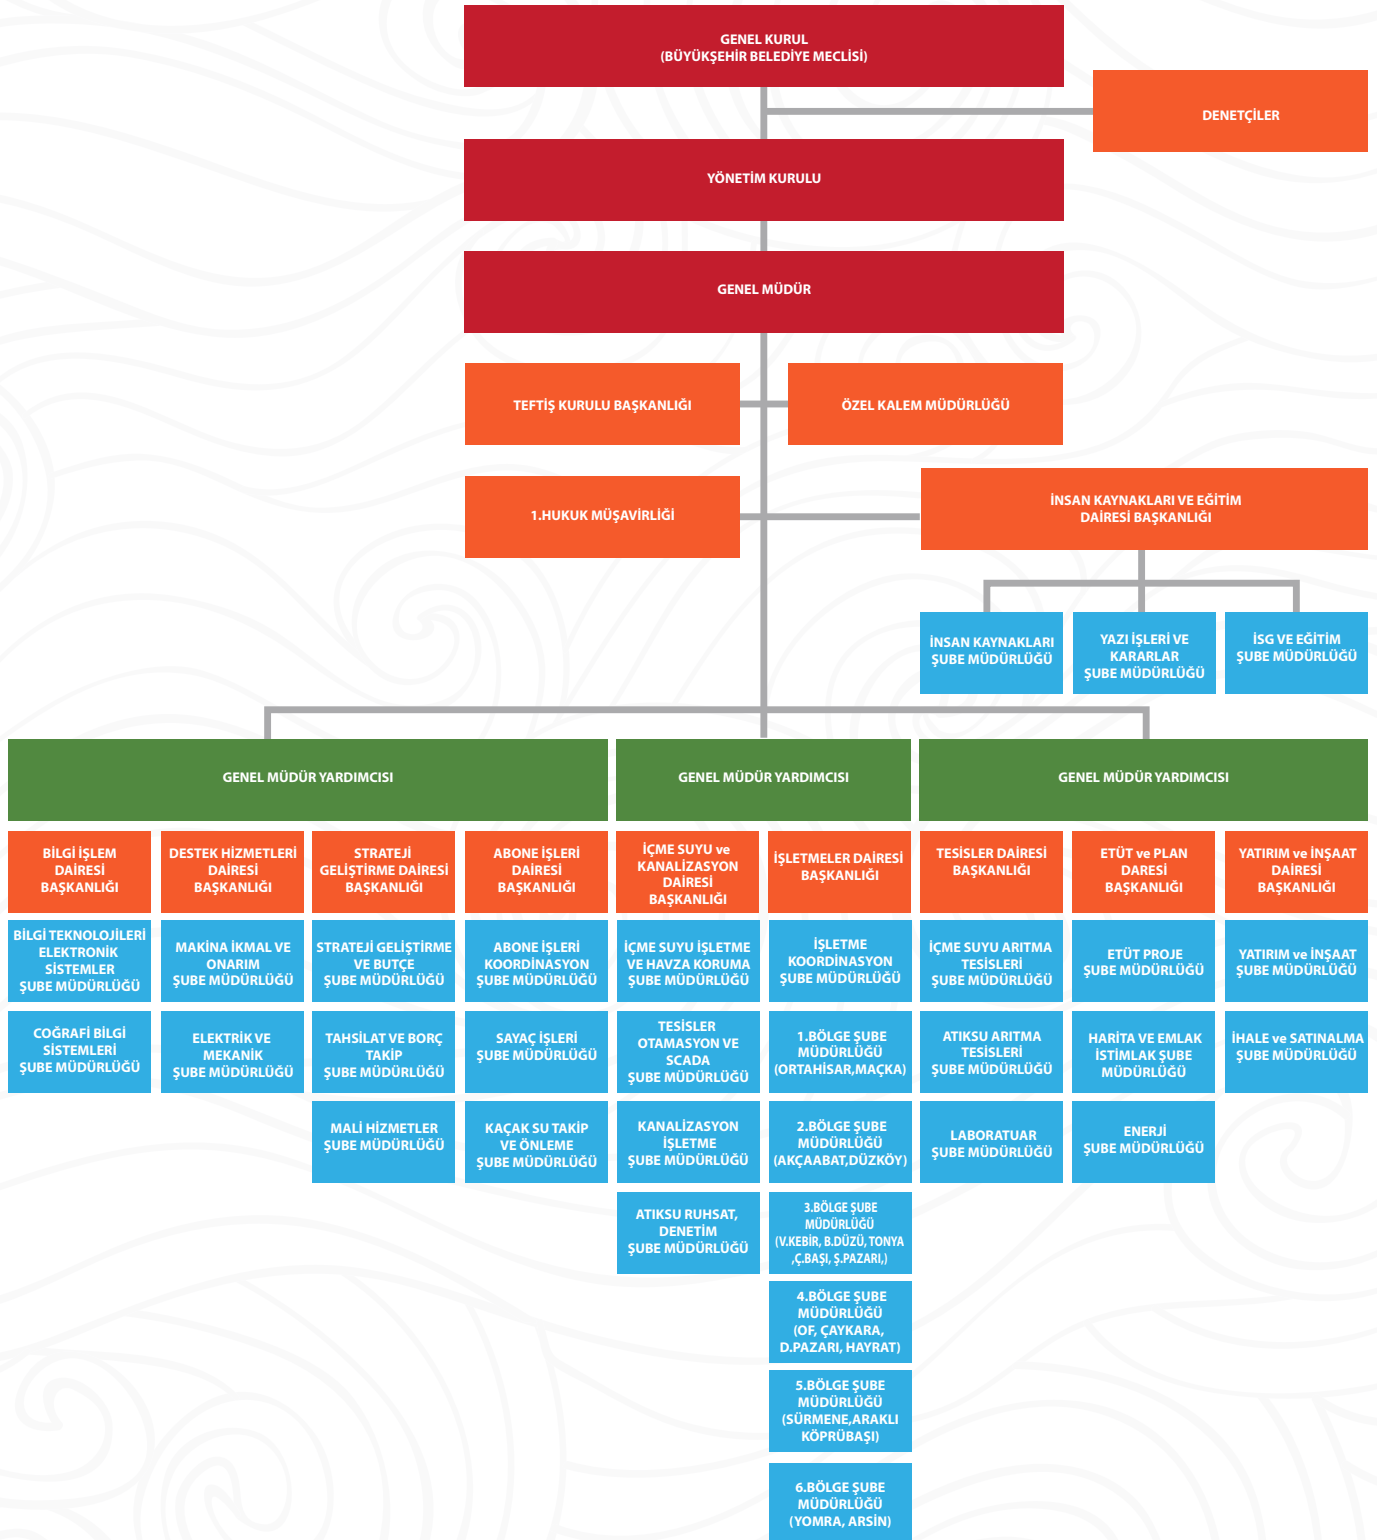 GENEL KURUL
(BÜYÜKŞEHİR BELEDİYE MECLİSİ)
DENETÇİLER
YÖNETİM KURULU
GENEL MÜDÜR
TEFTİŞ KURULU BAŞKANLIĞI
ÖZEL KALEM MÜDÜRLÜĞÜ
1.HUKUK MÜŞAVİRLİĞİ
İNSAN KAYNAKLARI VE EĞİTİM
DAİRESİ BAŞKANLIĞI
İNSAN KAYNAKLARI
ŞUBE MÜDÜRLÜĞÜ
YAZI İŞLERİ VE
KARARLAR
ŞUBE MÜDÜRLÜĞÜ
İSG VE EĞİTİM
ŞUBE MÜDÜRLÜĞÜ
GENEL MÜDÜR YARDIMCISI
GENEL MÜDÜR YARDIMCISI
GENEL MÜDÜR YARDIMCISI
BİLGİ İŞLEM
DAİRESİ
BAŞKANLIĞI
DESTEK HİZMETLERİ
DAİRESİ
BAŞKANLIĞI
STRATEJİ
GELİŞTİRME DAİRESİ
BAŞKANLIĞI
ABONE İŞLERİ
DAİRESİ
BAŞKANLIĞI
İÇME SUYU ve
KANALİZASYON
DAİRESİ
BAŞKANLIĞI
İŞLETMELER DAİRESİ
BAŞKANLIĞI
TESİSLER DAİRESİ
BAŞKANLIĞI
ETÜT ve PLAN
DARESİ
BAŞKANLIĞI
YATIRIM ve İNŞAAT
DAİRESİ
BAŞKANLIĞI
BİLGİ TEKNOLOJİLERİ
ELEKTRONİK
SİSTEMLER
ŞUBE MÜDÜRLÜĞÜ
MAKİNA İKMAL VE
ONARIM
ŞUBE MÜDÜRLÜĞÜ
STRATEJİ GELİŞTİRME
VE BUTÇE
ŞUBE MÜDÜRLÜĞÜ
ABONE İŞLERİ
KOORDİNASYON
ŞUBE MÜDÜRLÜĞÜ
İÇME SUYU İŞLETME
VE HAVZA KORUMA
ŞUBE MÜDÜRLÜĞÜ
İŞLETME
KOORDİNASYON
ŞUBE MÜDÜRLÜĞÜ
İÇME SUYU ARITMA
TESİSLERİ
ŞUBE MÜDÜRLÜĞÜ
ETÜT PROJE
ŞUBE MÜDÜRLÜĞÜ
YATIRIM ve İNŞAAT
ŞUBE MÜDÜRLÜĞÜ
COĞRAFİ BİLGİ
SİSTEMLERİ
ŞUBE MÜDÜRLÜĞÜ
ELEKTRİK VE
MEKANİK
ŞUBE MÜDÜRLÜĞÜ
TAHSİLAT VE BORÇ
TAKİP
ŞUBE MÜDÜRLÜĞÜ
SAYAÇ İŞLERİ
ŞUBE MÜDÜRLÜĞÜ
TESİSLER
OTAMASYON VE
SCADA
ŞUBE MÜDÜRLÜĞÜ
1.BÖLGE ŞUBE
MÜDÜRLÜĞÜ
(ORTAHİSAR,MAÇKA)
ATIKSU ARITMA
TESİSLERİ
ŞUBE MÜDÜRLÜĞÜ
HARİTA VE EMLAK
İSTİMLAK ŞUBE
MÜDÜRLÜĞÜ
İHALE ve SATINALMA
ŞUBE MÜDÜRLÜĞÜ
MALİ HİZMETLER
ŞUBE MÜDÜRLÜĞÜ
KAÇAK SU TAKİP
VE ÖNLEME
ŞUBE MÜDÜRLÜĞÜ
KANALİZASYON
İŞLETME
ŞUBE MÜDÜRLÜĞÜ
2.BÖLGE ŞUBE
MÜDÜRLÜĞÜ
(AKÇAABAT,DÜZKÖY)
LABORATUAR
ŞUBE MÜDÜRLÜĞÜ
ENERJİ
ŞUBE MÜDÜRLÜĞÜ
ATIKSU RUHSAT,
DENETİM
ŞUBE MÜDÜRLÜĞÜ
3.BÖLGE ŞUBE
MÜDÜRLÜĞÜ
(V.KEBİR, B.DÜZÜ, TONYA
,Ç.BAŞI, Ş.PAZARI,)
4.BÖLGE ŞUBE
MÜDÜRLÜĞÜ
(OF, ÇAYKARA,
D.PAZARI, HAYRAT)
5.BÖLGE ŞUBE
MÜDÜRLÜĞÜ
(SÜRMENE,ARAKLI
KÖPRÜBAŞI)
6.BÖLGE ŞUBE
MÜDÜRLÜĞÜ
(YOMRA, ARSİN)